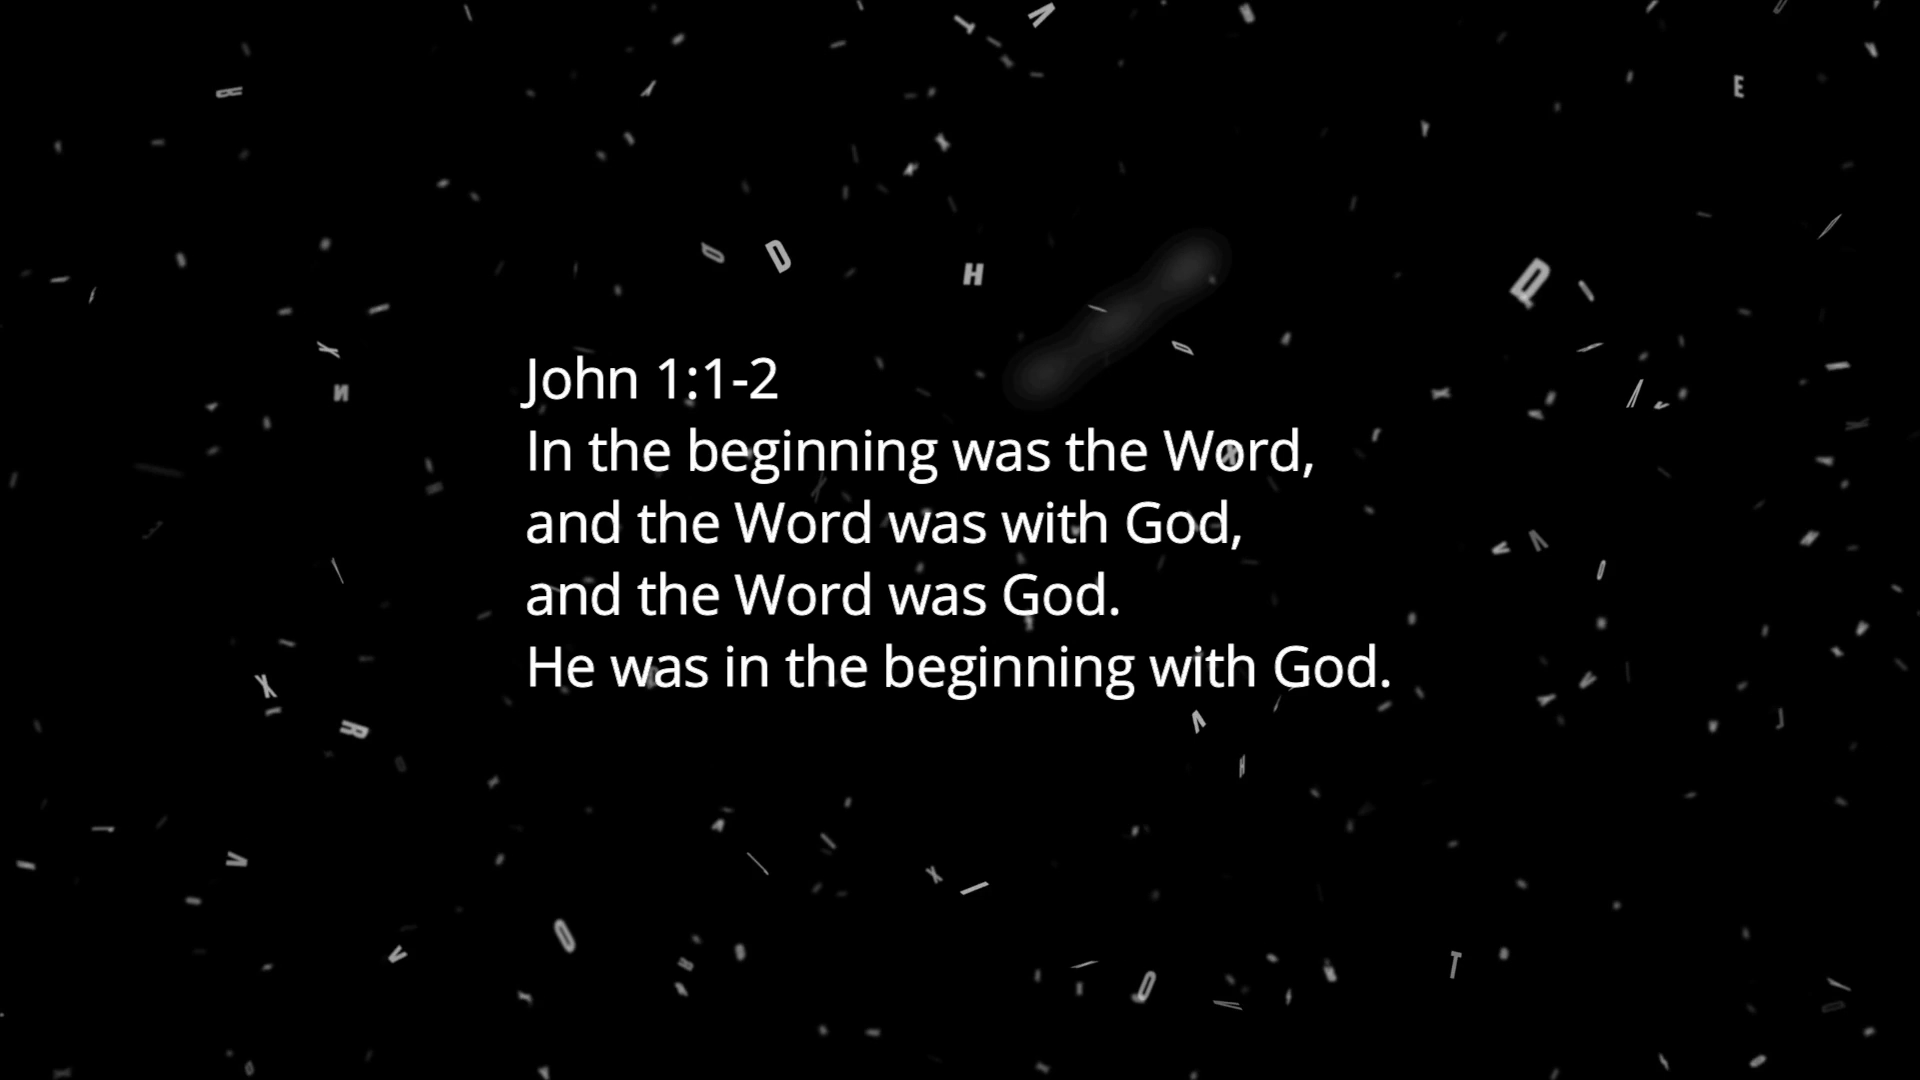 John 1:1-2
In the beginning was the Word,
and the Word was with God,
and the Word was God.
He was in the beginning with God.